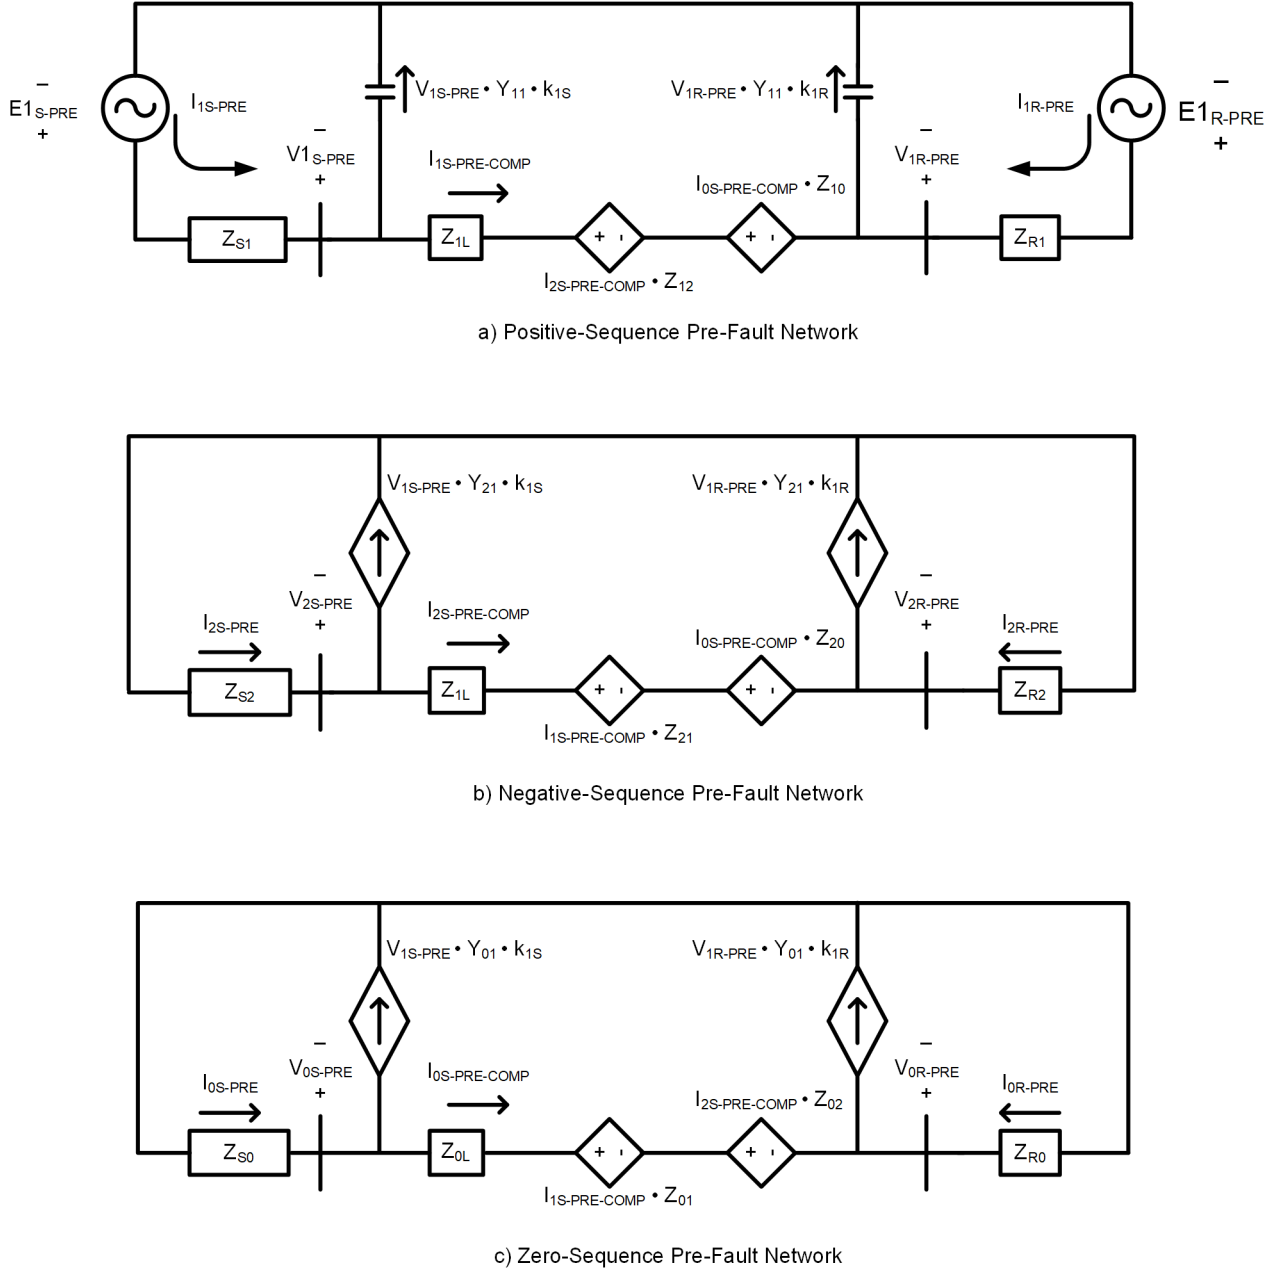 −
E1S-PRE
+
I1S-PRE
V1S-PRE • Y11 • k1S
V1R-PRE • Y11 • k1R
I1R-PRE
−
E1R-PRE
+
−
V1S-PRE
+
I1S-PRE-COMP
I0S-PRE-COMP • Z10
−
V1R-PRE
+
ZS1
Z1L
+ -
+ -
ZR1
I2S-PRE-COMP • Z12
a) Positive-Sequence Pre-Fault Network
V1S-PRE • Y21 • k1S
V1R-PRE • Y21 • k1R
I2S-PRE
−
V2S-PRE
+
I2S-PRE-COMP
I0S-PRE-COMP • Z20
−
V2R-PRE
+
I2R-PRE
ZS2
Z1L
+ -
+ -
ZR2
I1S-PRE-COMP • Z21
b) Negative-Sequence Pre-Fault Network
V1S-PRE • Y01 • k1S
V1R-PRE • Y01 • k1R
I0S-PRE
−
V0S-PRE
+
I0S-PRE-COMP
I2S-PRE-COMP • Z02
−
V0R-PRE
+
I0R-PRE
ZS0
Z0L
+ -
+ -
ZR0
I1S-PRE-COMP • Z01
c) Zero-Sequence Pre-Fault Network